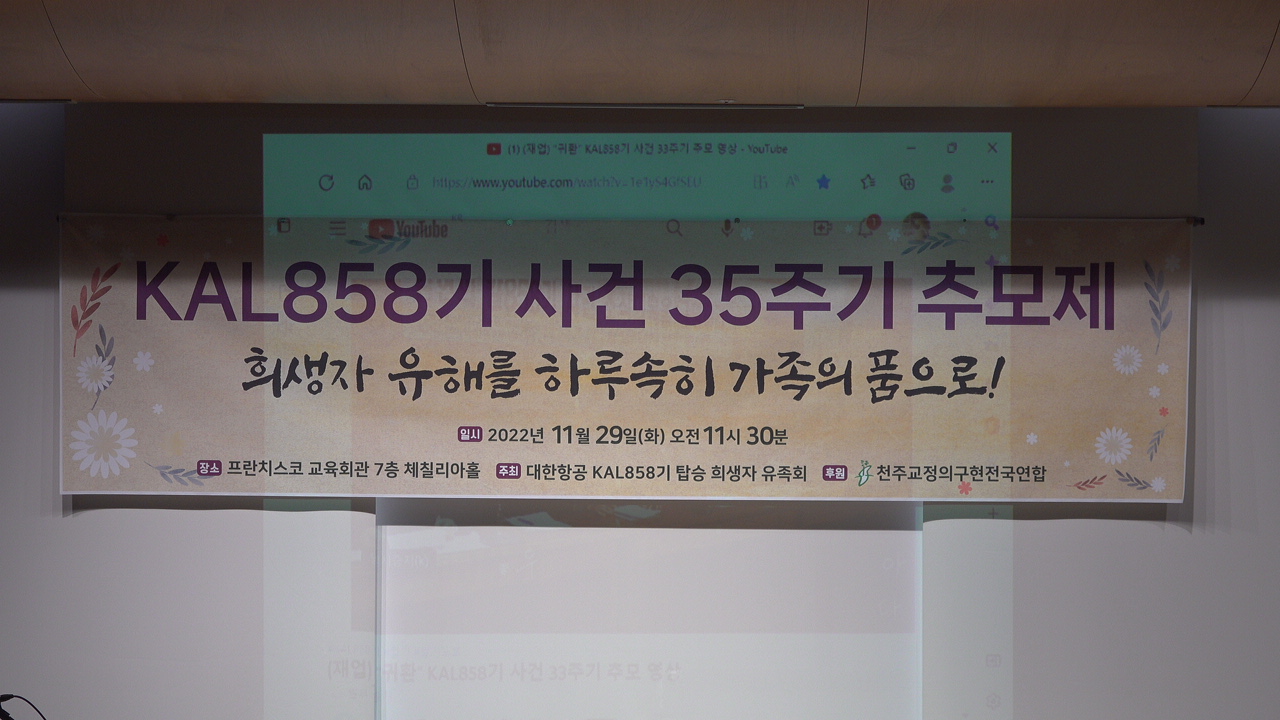 (1) (재업) "귀환" KAL858기 사건 33주기 추모 영상 - YouTube
https://www.youtube.com/watch?v=
YouTube
KAL858기 사건 35주기 추모제
희생자 유해를 하루속히 가족의 품으로!
일시 2022년 11월 29일(화) 오전 11시 30분
장소 프란치스코 교육회관 7층 체칠리아홀 주최 대한항공 KAL858기 탑승 희생자 유족회 후원 천주교정의구현전국연합
(재업) "귀환" KAL858기 사건 33주기 추모 영상